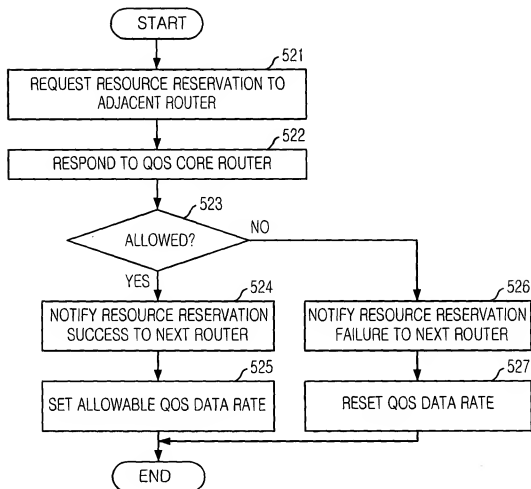 START
521
REQUEST RESOURCE RESERVATION TO
ADJACENT ROUTER
522
RESPOND TO QOS CORE ROUTER
523
ALLOWED?
NO
YES
524
NOTIFY RESOURCE RESERVATION
SUCCESS TO NEXT ROUTER
526
NOTIFY RESOURCE RESERVATION
FAILURE TO NEXT ROUTER
525
SET ALLOWABLE QOS DATA RATE
527
RESET QOS DATA RATE
END